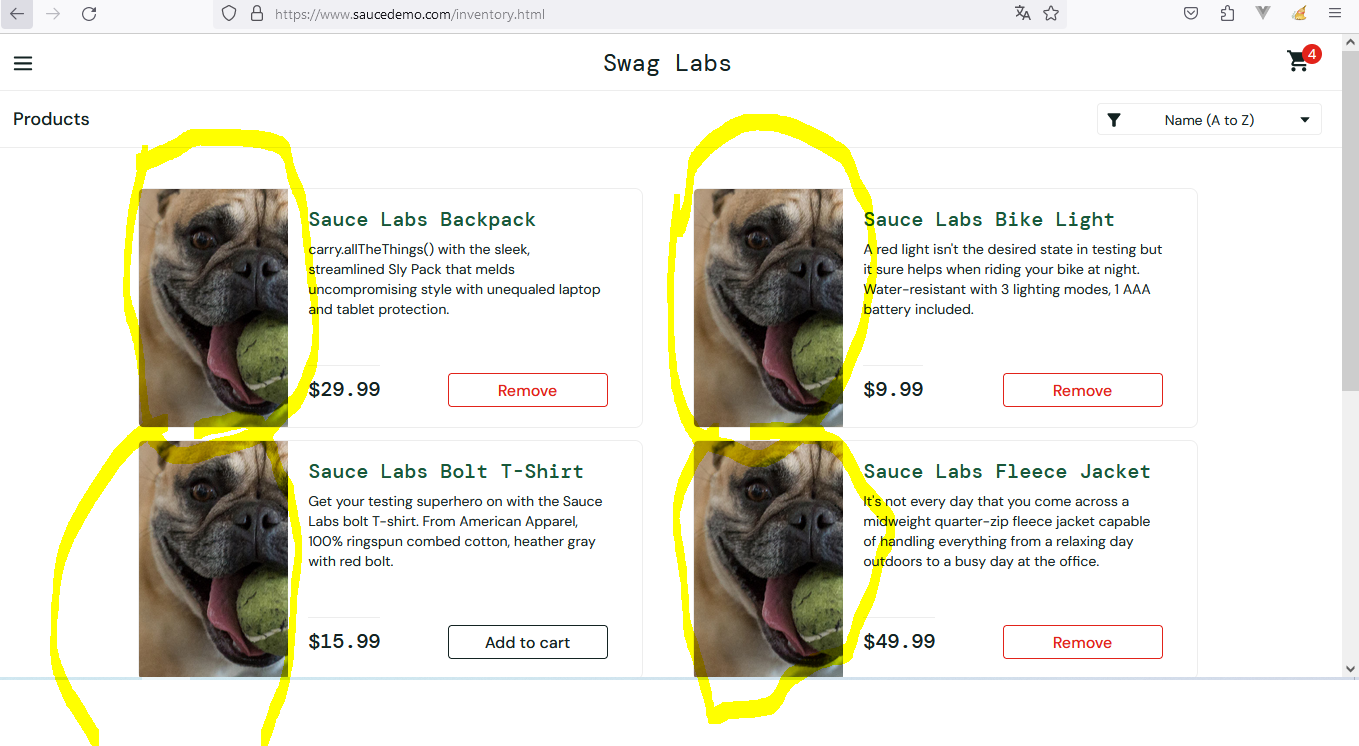 https://www.saucedemo.com/inventory.html
Swag Labs
4
Products
Name (A to Z)
Sauce Labs Backpack
carry.allTheThings() with the sleek,
streamlined Sly Pack that melds
uncompromising style with unequaled laptop
and tablet protection.
$29.99
Remove
Sauce Labs Bike Light
A red light isn't the desired state in testing but
it sure helps when riding your bike at night.
Water-resistant with 3 lighting modes, 1 AAA
battery included.
$9.99
Remove
Sauce Labs Bolt T-Shirt
Get your testing superhero on with the Sauce
Labs bolt T-shirt. From American Apparel,
100% ringspun combed cotton, heather gray
with red bolt.
$15.99
Add to cart
Sauce Labs Fleece Jacket
It's not every day that you come across a
midweight quarter-zip fleece jacket capable
of handling everything from a relaxing day
outdoors to a busy day at the office.
$49.99
Remove